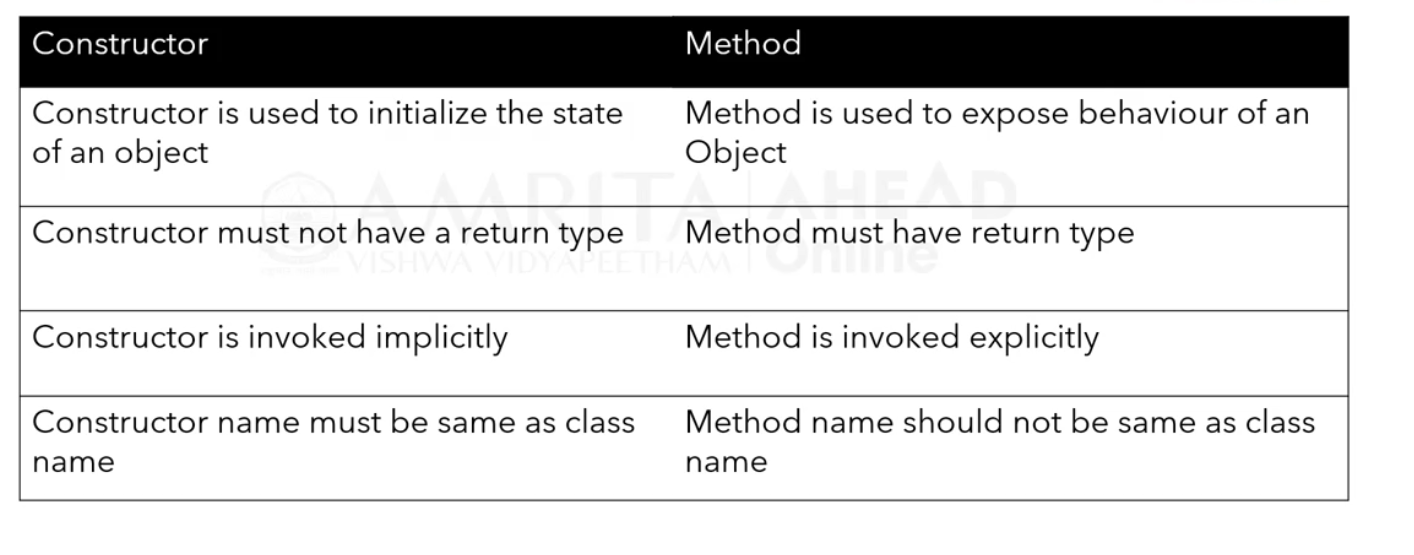 Constructor
Method
Constructor is used to initialize the state
of an object
Method is used to expose behaviour of an
Object
Constructor must not have a return type
Method must have return type
Constructor is invoked implicitly
Method is invoked explicitly
Constructor name must be same as class
name
Method name should not be same as class
name
AMRITA
VISHWA VIDYAPEETHAM
AHEAD
Online